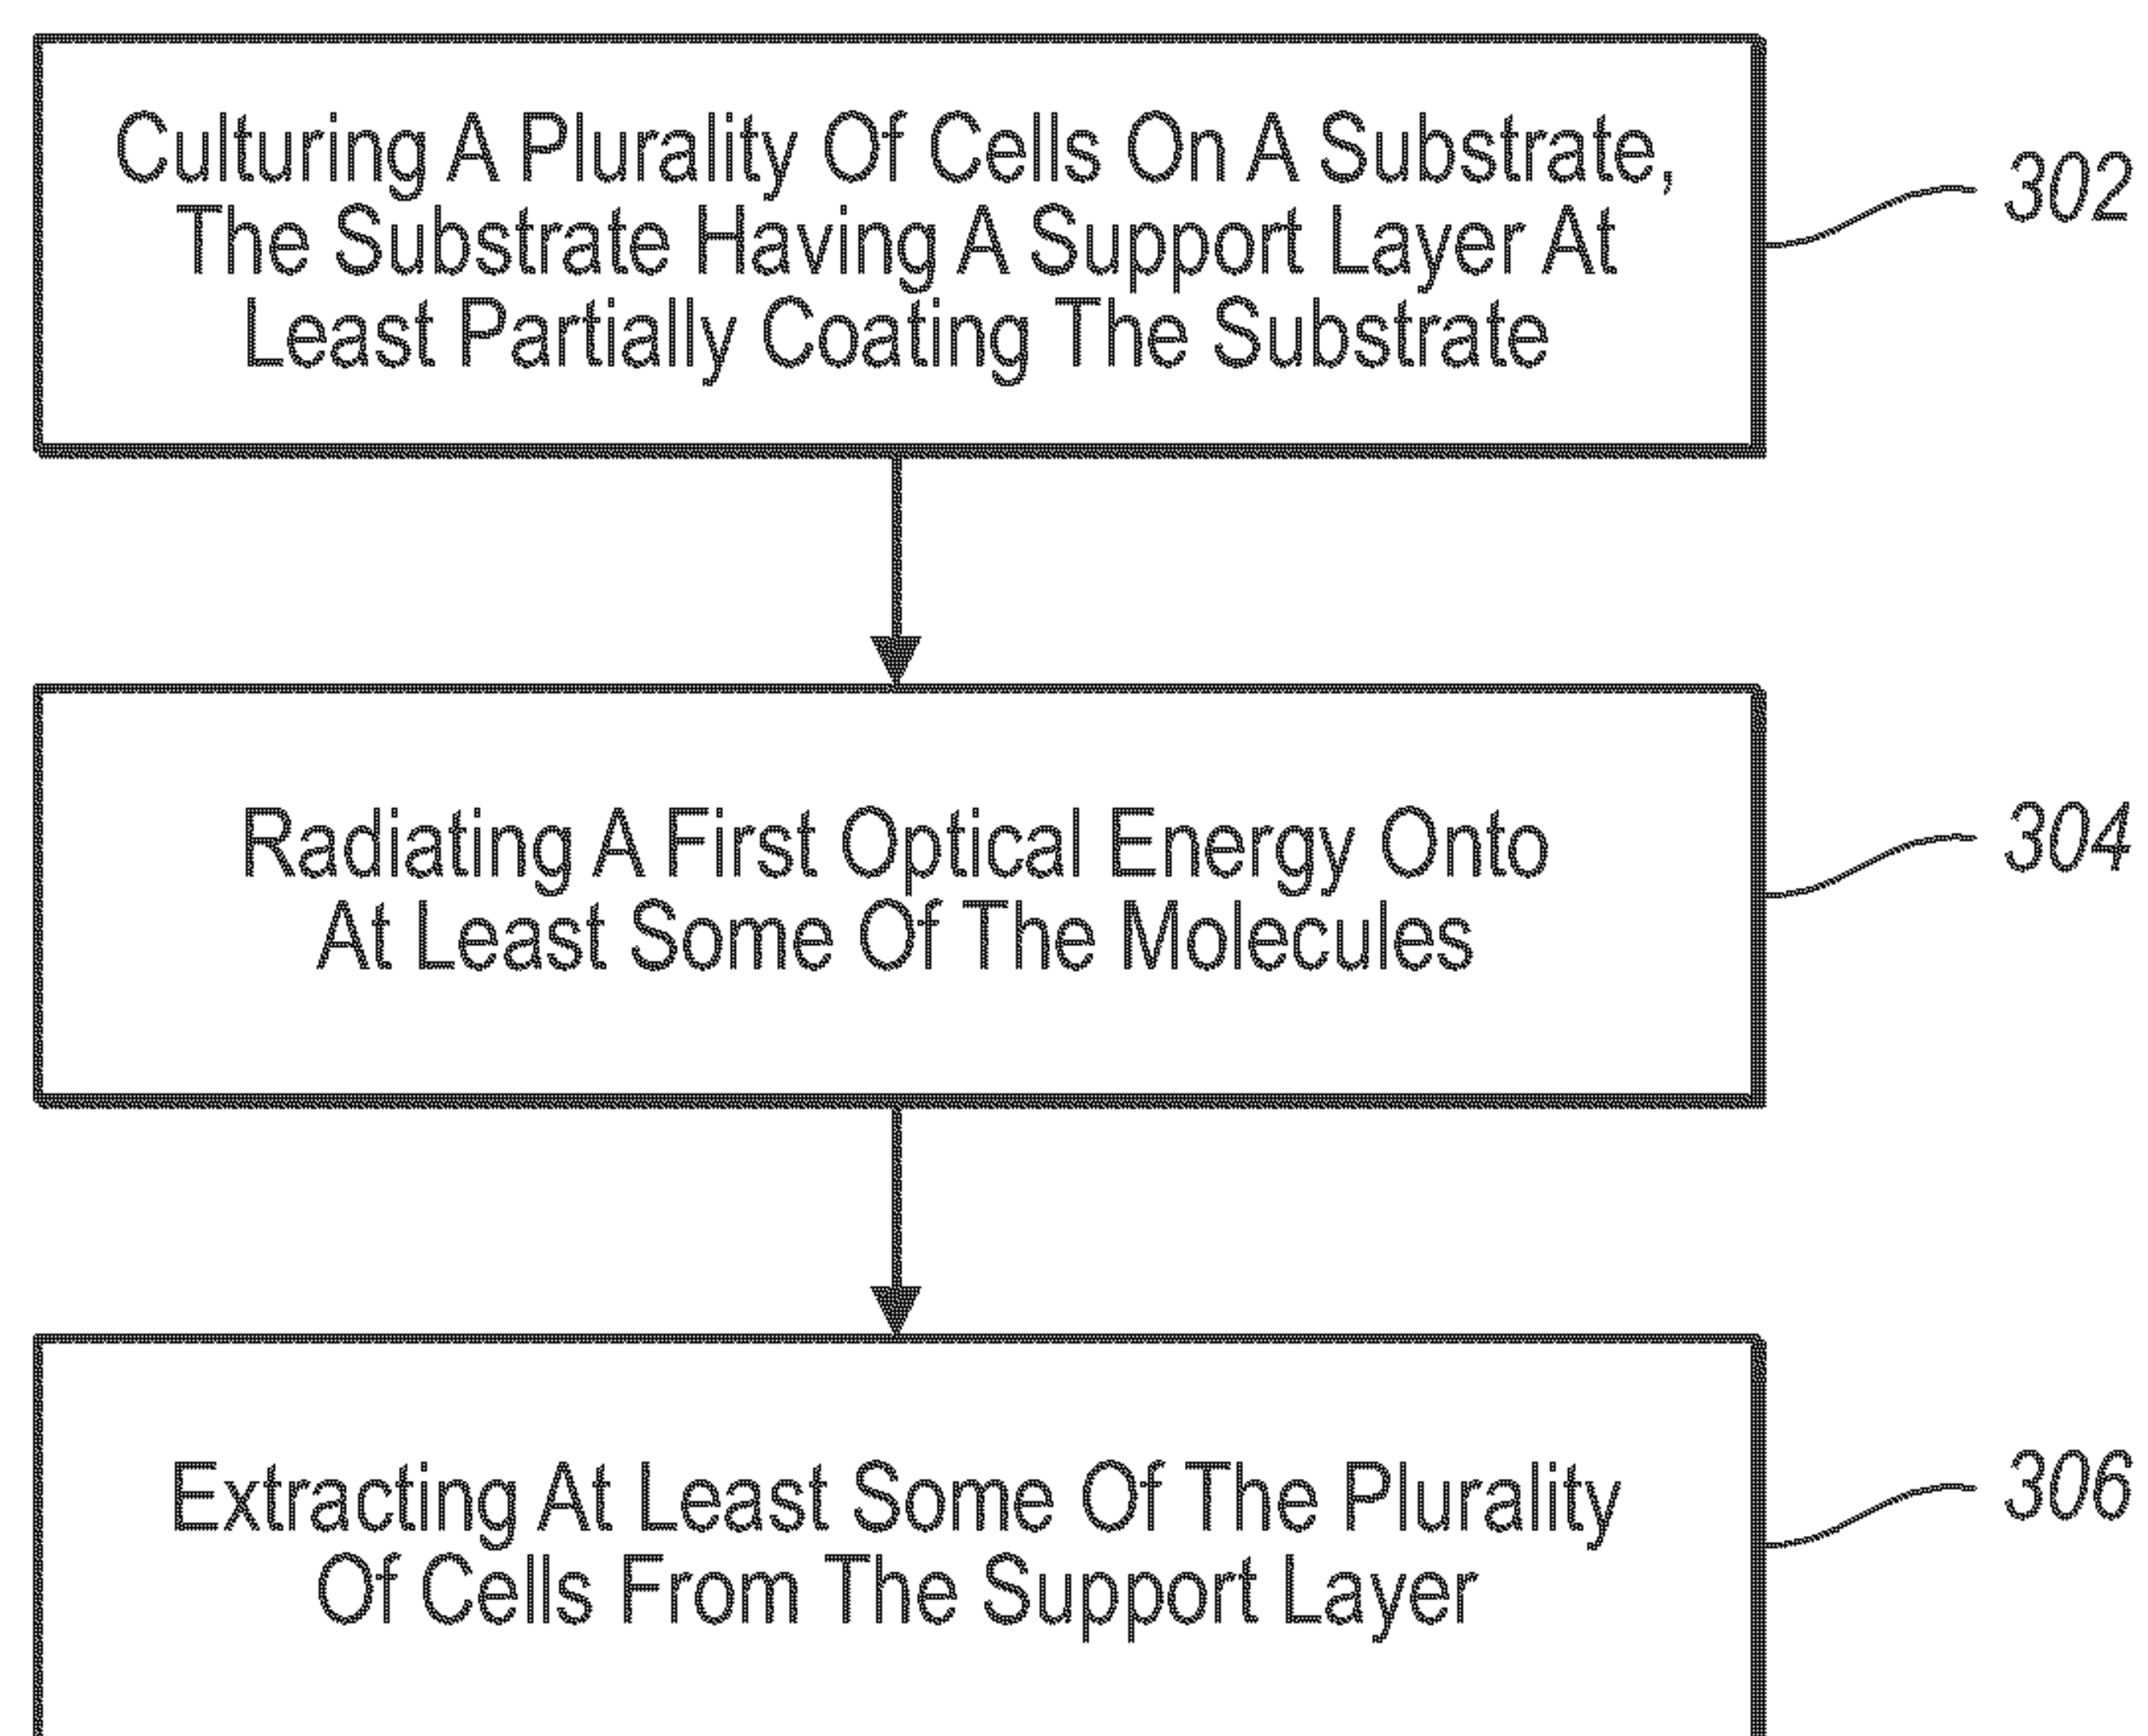 Culturing A Plurality Of Cells On A Substrate,
The Substrate Having A Support Layer At
Least Partially Coating The Substrate
302
Radiating A First Optical Energy Onto
At Least Some Of The Molecules
304
Extracting At Least Some Of The Plurality
Of Cells From The Support Layer
306